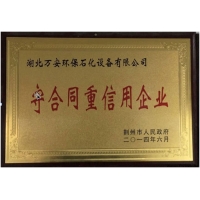 湖北万安环保石化设备有限公司
守合同重信用企业
荆州市人民政府
二〇一四年六月